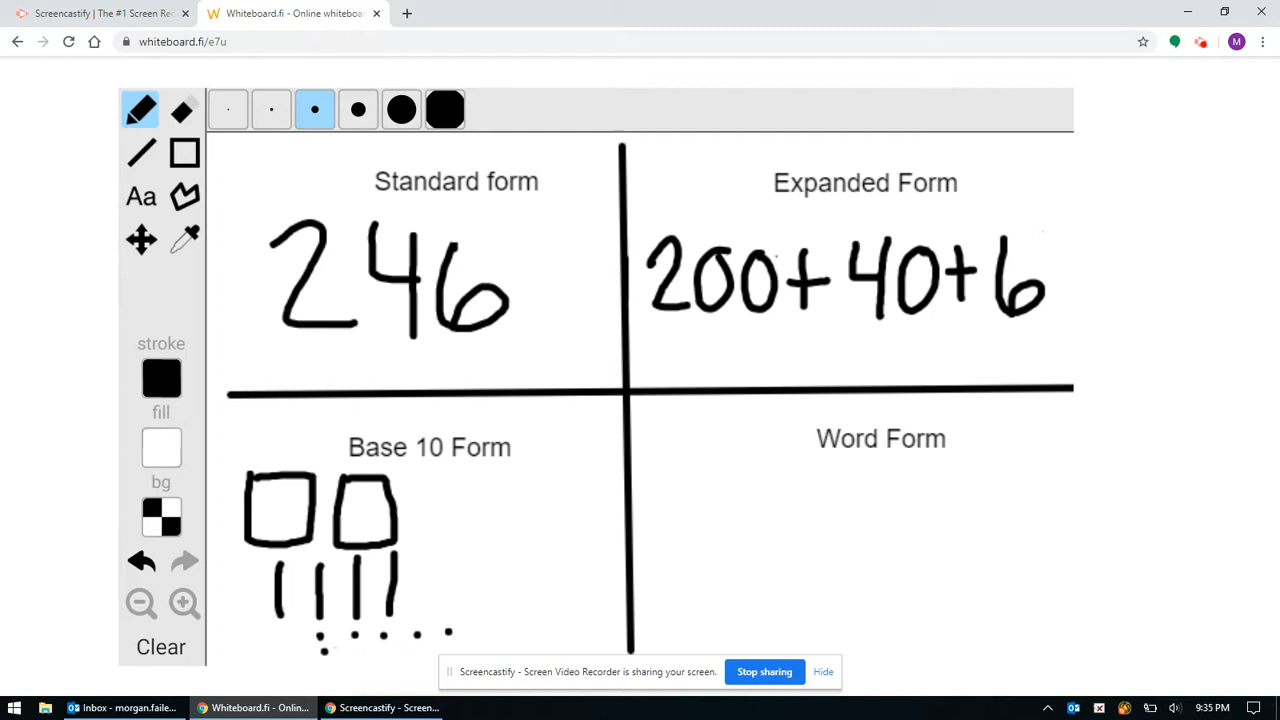 Screencastify | The #1 Screen Rec
Whiteboard.fi - Online whiteboa
whiteboard.fi/e7u
M
Aa
stroke
fill
bg
Clear
Standard form
246
Expanded Form
200+40+6
Base 10 Form
Word Form
Screencastify - Screen Video Recorder is sharing your screen.
Stop sharing
Hide
Inbox - morgan.faile...
Whiteboard.fi - Onlin...
Screencastify - Screen...
9:35 PM